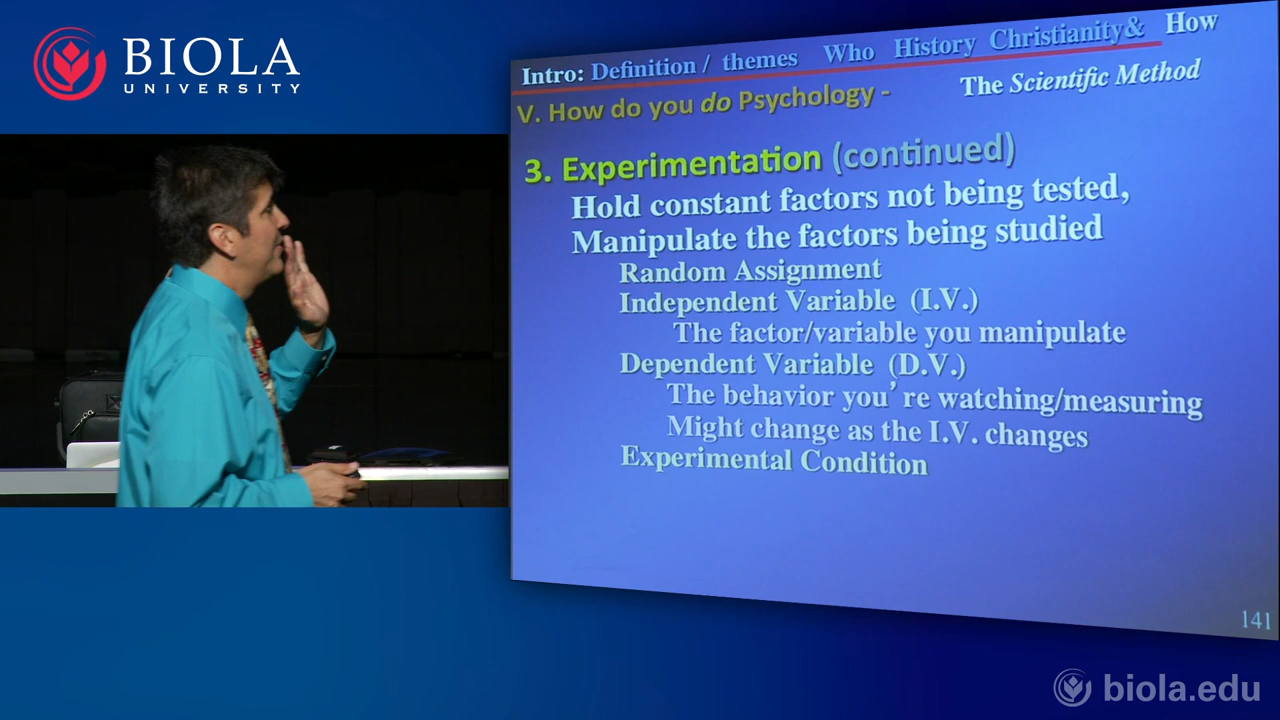 BIOLA
UNIVERSITY
Intro: Definition / themes Who History Christianity& How
V. How do you do Psychology - The Scientific Method
3. Experimentation (continued)
Hold constant factors not being tested,
Manipulate the factors being studied
Random Assignment
Independent Variable (I.V.)
The factor/variable you manipulate
Dependent Variable (D.V.)
The behavior you're watching/measuring
Might change as the I.V. changes
Experimental Condition
141
biola.edu